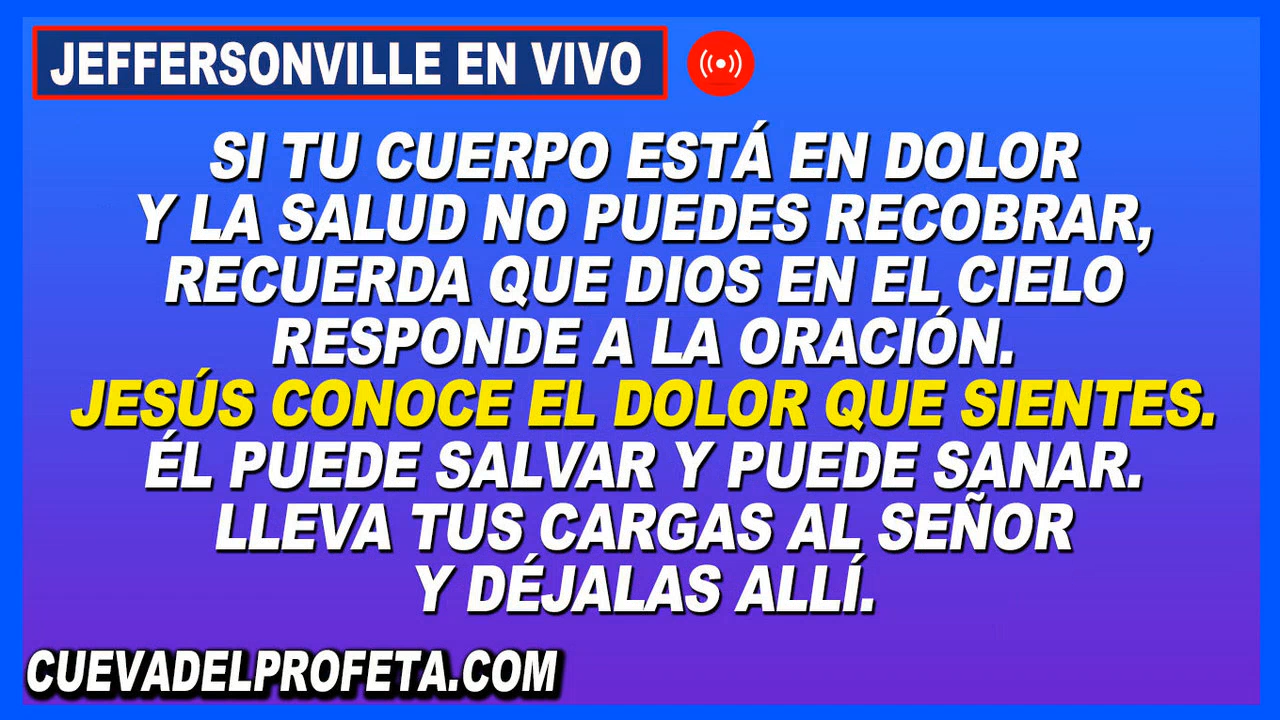 JEFFERSONVILLE EN VIVO
SI TU CUERPO ESTÁ EN DOLOR
Y LA SALUD NO PUEDES RECOBRAR,
RECUERDA QUE DIOS EN EL CIELO
RESPONDE A LA ORACIÓN.
JESÚS CONOCE EL DOLOR QUE SIENTES.
ÉL PUEDE SALVAR Y PUEDE SANAR.
LLEVA TUS CARGAS AL SEÑOR
Y DÉJALAS ALLÍ.
CUEVADELPROFETA.COM